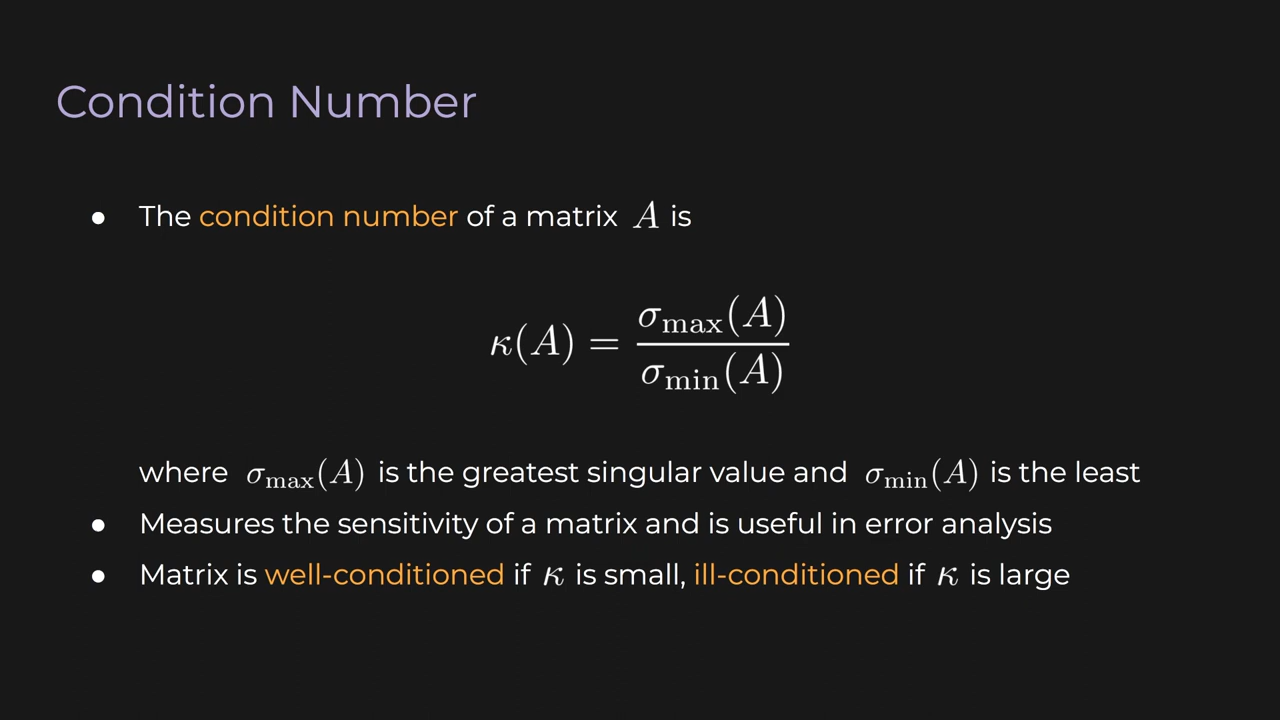 Condition Number
● The condition number of a matrix A is
κ(A) = σmax(A) / σmin(A)
where σmax(A) is the greatest singular value and σmin(A) is the least
● Measures the sensitivity of a matrix and is useful in error analysis
● Matrix is well-conditioned if κ is small, ill-conditioned if κ is large